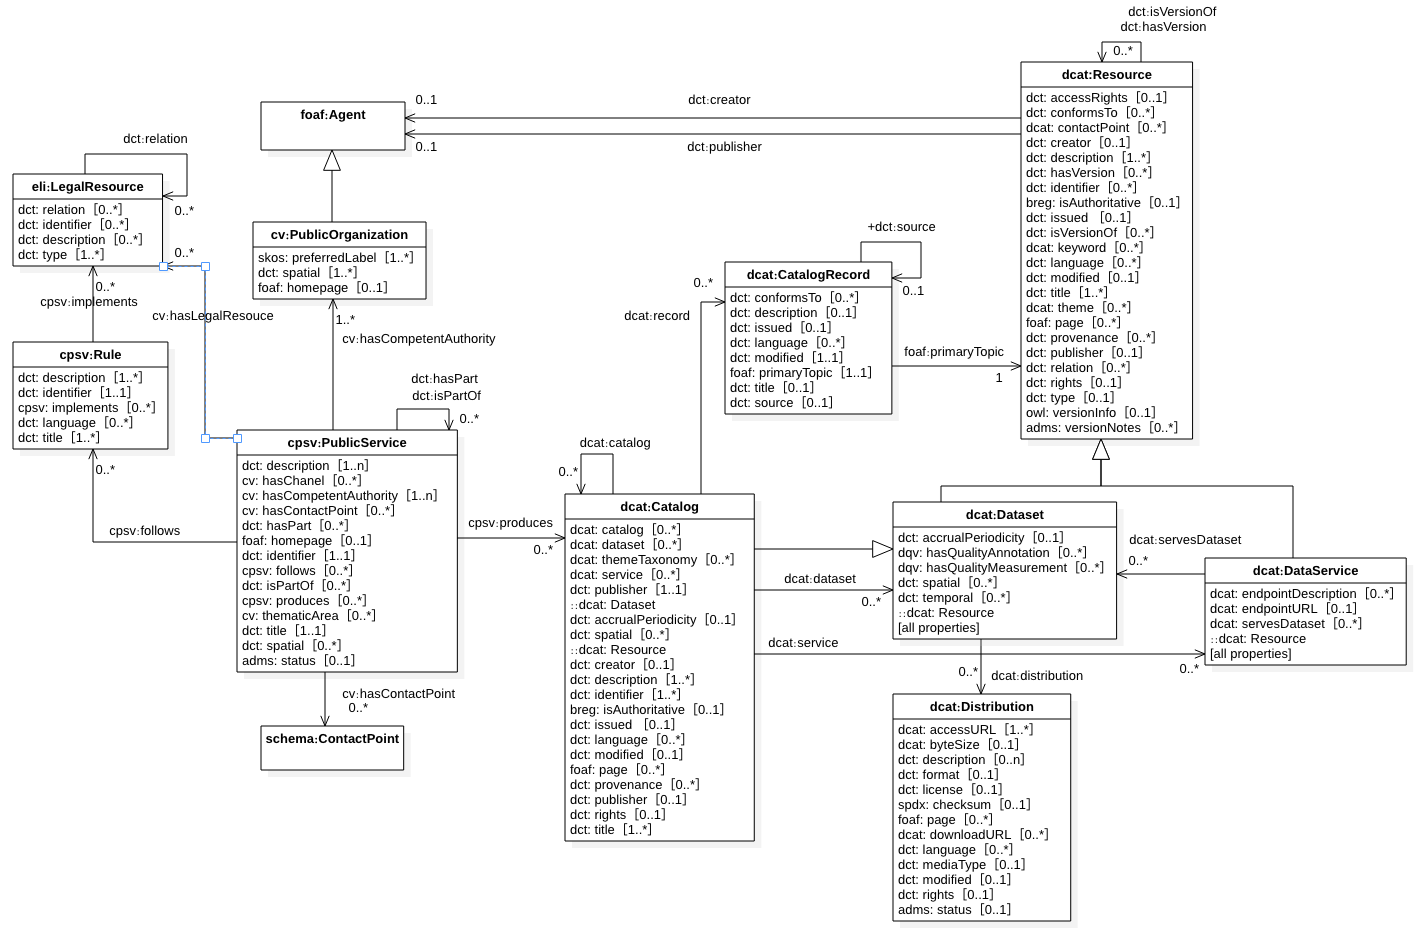 dct:isVersionOf
dct:hasVersion
0..*
dcat:Resource
dct: accessRights [0..1]
dct: conformsTo [0..*]
dcat: contactPoint [0..*]
dct: creator [0..1]
dct: description [1..*]
dct: hasVersion [0..*]
dct: identifier [0..*]
breg: isAuthoritative [0..1]
dct: issued [0..1]
dct: isVersionOf [0..*]
dcat: keyword [0..*]
dct: language [0..*]
dct: modified [0..1]
dct: title [1..*]
dcat: theme [0..*]
foaf: page [0..*]
dct: provenance [0..*]
dct: publisher [0..1]
dct: relation [0..*]
dct: rights [0..1]
dct: type [0..1]
owl: versionInfo [0..1]
adms: versionNotes [0..*]
0..1
dct:creator
foaf:Agent
0..1
dct:publisher
dct:relation
0..*
eli:LegalResource
dct: relation [0..*]
dct: identifier [0..*]
dct: description [0..*]
dct: type [1..*]
0..*
0..*
cpsv:implements
cv:hasLegalResouce
cv:PublicOrganization
skos: preferredLabel [1..*]
dct: spatial [1..*]
foaf: homepage [0..1]
1..*
cv:hasCompetentAuthority
+dct:source
0..1
dcat:CatalogRecord
dct: conformsTo [0..*]
dct: description [0..1]
dct: issued [0..1]
dct: language [0..*]
dct: modified [1..1]
foaf: primaryTopic [1..1]
dct: title [0..1]
dct: source [0..1]
0..*
dct:record
foaf:primaryTopic
1
cpsv:Rule
dct: description [1..*]
dct: identifier [1..1]
cpsv: implements [0..*]
dct: language [0..*]
dct: title [1..*]
0..*
cpsv:follows
dct:hasPart
dct:isPartOf
0..*
cpsv:PublicService
dct: description [1..n]
cv: hasChanel [0..*]
cv: hasCompetentAuthority [1..n]
cv: hasContactPoint [0..*]
dct: hasPart [0..*]
foaf: homepage [0..1]
dct: identifier [1..1]
cpsv: follows [0..*]
dct: isPartOf [0..*]
cpsv: produces [0..*]
cv: thematicArea [0..*]
dct: title [1..1]
dct: spatial [0..*]
adms: status [0..1]
cv:hasContactPoint
0..*
schema:ContactPoint
cpsv:produces
0..*
dcat:catalog
0..*
dcat:Catalog
dcat: catalog [0..*]
dcat: dataset [0..*]
dcat: themeTaxonomy [0..*]
dcat: service [0..*]
dct: publisher [1..1]
::dcat: Dataset
dct: accrualPeriodicity [0..1]
dct: spatial [0..*]
::dcat: Resource
dct: creator [0..1]
dct: description [1..*]
dct: identifier [1..*]
breg: isAuthoritative [0..1]
dct: issued [0..1]
dct: language [0..*]
dct: modified [0..1]
foaf: page [0..*]
dct: provenance [0..*]
dct: publisher [0..1]
dct: rights [0..1]
dct: title [1..*]
dct:dataset
0..*
dcat:service
0..*
dcat:Dataset
dct: accrualPeriodicity [0..1]
dqv: hasQualityAnnotation [0..*]
dqv: hasQualityMeasurement [0..*]
dct: spatial [0..*]
dct: temporal [0..*]
::dcat: Resource
[all properties]
dcat:servesDataset
0..*
dcat:DataService
dcat: endpointDescription [0..*]
dcat: endpointURL [0..1]
dcat: servesDataset [0..*]
::dcat: Resource
[all properties]
0..*
dcat:distribution
dcat:Distribution
dcat: accessURL [1..*]
dcat: byteSize [0..1]
dct: description [0..n]
dct: format [0..1]
dct: license [0..1]
spdx: checksum [0..1]
foaf: page [0..*]
dcat: downloadURL [0..*]
dct: language [0..*]
dct: mediaType [0..1]
dct: modified [0..1]
dct: rights [0..1]
adms: status [0..1]